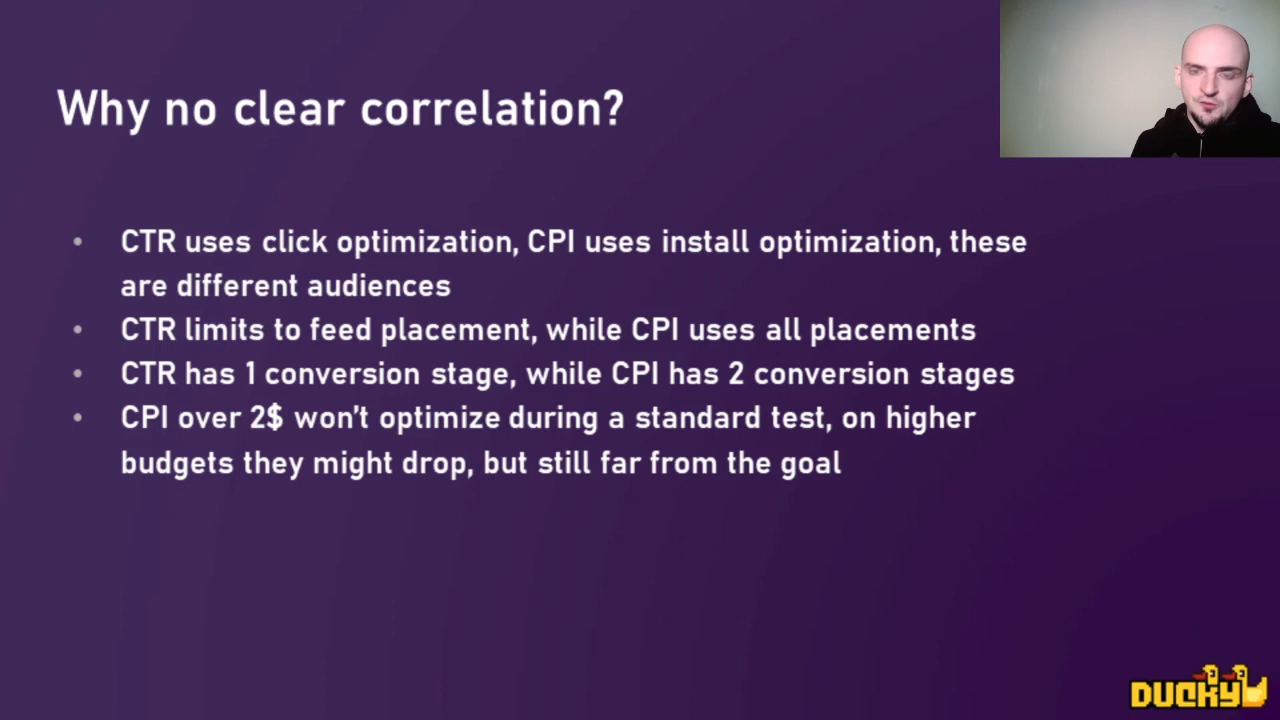 Why no clear correlation?
• CTR uses click optimization, CPI uses install optimization, these
are different audiences
• CTR limits to feed placement, while CPI uses all placements
• CTR has 1 conversion stage, while CPI has 2 conversion stages
• CPI over 2$ won't optimize during a standard test, on higher
budgets they might drop, but still far from the goal
DUCKY